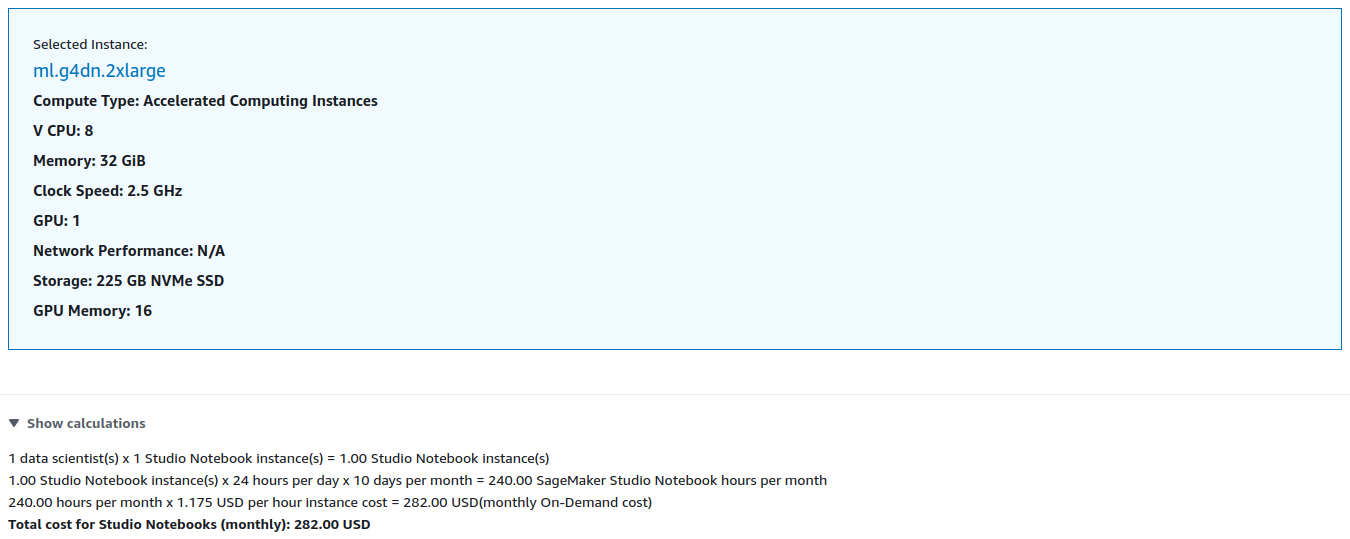 Selected Instance:
ml.g4dn.2xlarge
Compute Type: Accelerated Computing Instances
V CPU: 8
Memory: 32 GiB
Clock Speed: 2.5 GHz
GPU: 1
Network Performance: N/A
Storage: 225 GB NVMe SSD
GPU Memory: 16
Show calculations
1 data scientist(s) x 1 Studio Notebook instance(s) = 1.00 Studio Notebook instance(s)
1.00 Studio Notebook instance(s) x 24 hours per day x 10 days per month = 240.00 SageMaker Studio Notebook hours per month
240.00 hours per month x 1.175 USD per hour instance cost = 282.00 USD(monthly On-Demand cost)
Total cost for Studio Notebooks (monthly): 282.00 USD